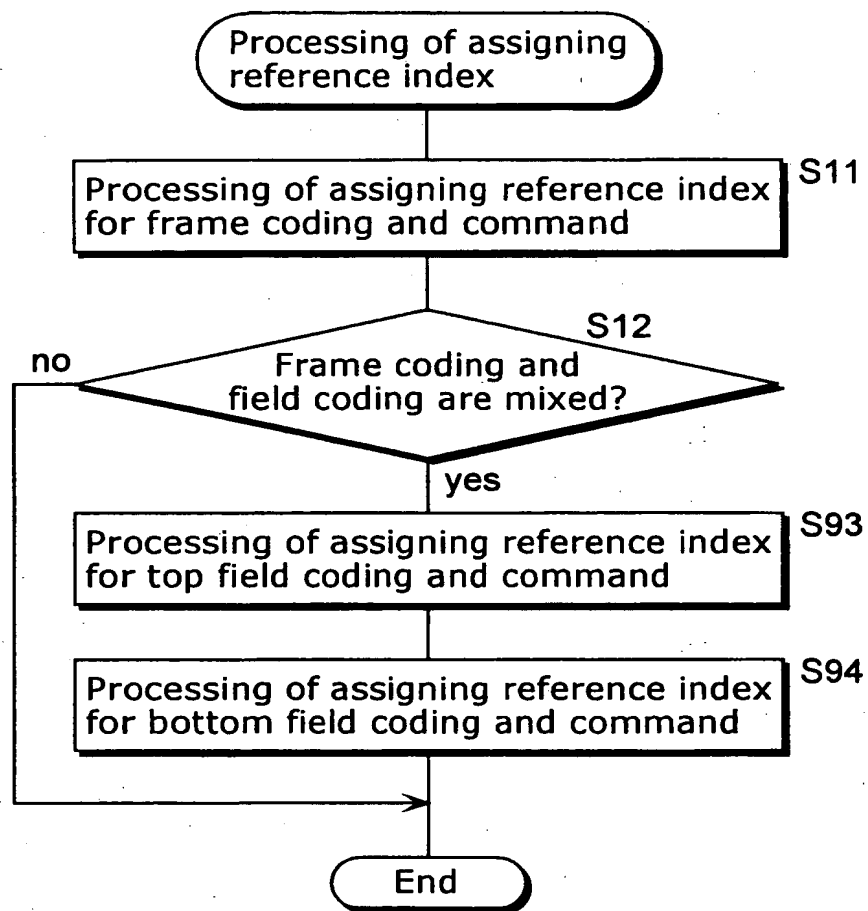 Processing of assigning
reference index
S11
Processing of assigning reference index
for frame coding and command
S12
no
Frame coding and
field coding are mixed?
yes
S93
Processing of assigning reference index
for top field coding and command
S94
Processing of assigning reference index
for bottom field coding and command
End